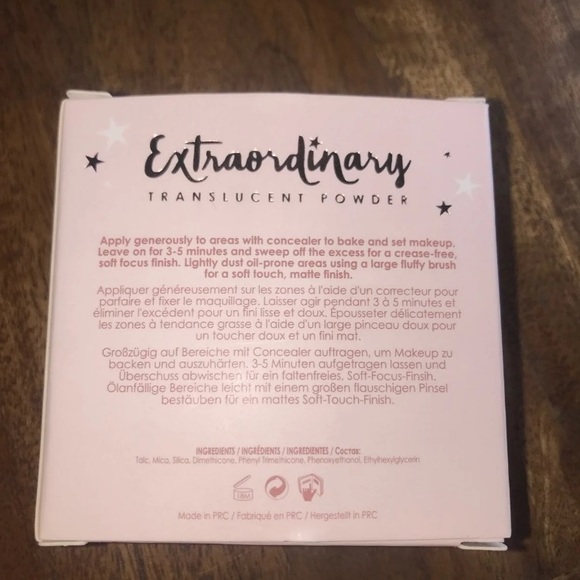 Extraordinary
TRANSLUCENT POWDER
Apply generously to areas with concealer to bake and set makeup.
Leave on for 3-5 minutes and sweep off the excess for a crease-free,
soft focus finish. Lightly dust oil-prone areas using a large fluffy brush
for a soft touch, matte finish.
Appliquer généreusement sur les zones à l'aide d'un correcteur pour
parfaire et fixer le maquillage. Laisser agir pendant 3 à 5 minutes et
éliminer l'excédent pour un fini lisse et doux. Épousseter délicatement
les zones à tendance grasse à l'aide d'un large pinceau doux pour
un toucher doux et un fini mat.
Großzügig auf Bereiche mit Concealer auftragen, um Makeup zu
backen und auszuhärten. 3-5 Minuten aufgetragen lassen und
Überschuss abwischen für ein faltenfreies, Soft-Focus-Finsih.
Ölanfällige Bereiche leicht mit einem großen flauschigen Pinsel
bestäuben für ein mattes Soft-Touch-Finish.
INGREDIENTS / INGRÉDIENTS / INGREDIENTES / Состав:
Talc, Mica, Silica, Dimethicone, Phenyl Trimethicone, Phenoxyethanol, Ethylhexylglycerin
18M
Made in PRC / Fabriqué en PRC / Hergestellt in PRC